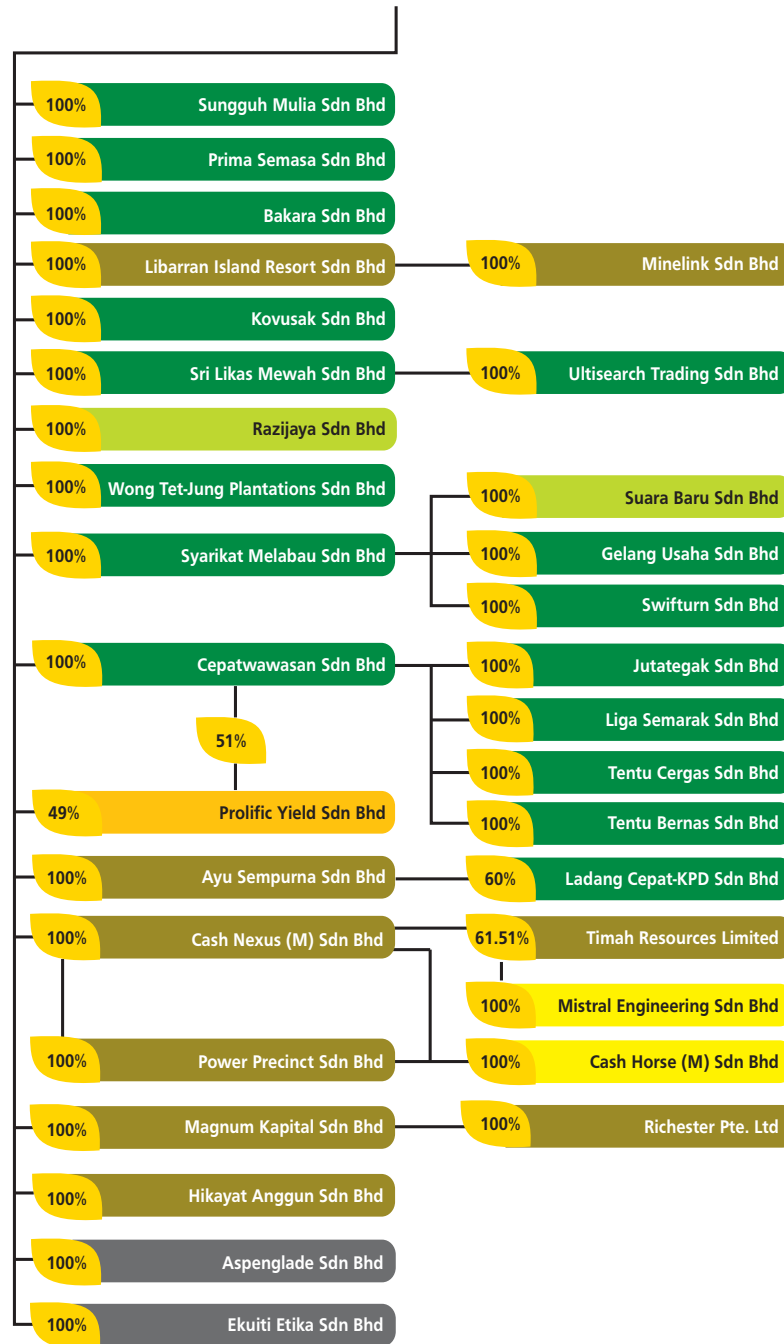 100% Sungguh Mulia Sdn Bhd
100% Prima Semasa Sdn Bhd
100% Bakara Sdn Bhd
100% Libarran Island Resort Sdn Bhd 100% Minelink Sdn Bhd
100% Kovusak Sdn Bhd
100% Sri Likas Mewah Sdn Bhd 100% Ultisearch Trading Sdn Bhd
100% Razijaya Sdn Bhd
100% Wong Tet-Jung Plantations Sdn Bhd
100% Suara Baru Sdn Bhd
100% Syarikat Melabau Sdn Bhd 100% Gelang Usaha Sdn Bhd
100% Swifturn Sdn Bhd
100% Cepatwawasan Sdn Bhd 100% Jutategak Sdn Bhd
100% Liga Semarak Sdn Bhd
51%
100% Tentu Cergas Sdn Bhd
49% Prolific Yield Sdn Bhd
100% Tentu Bernas Sdn Bhd
100% Ayu Sempurna Sdn Bhd 60% Ladang Cepat-KPD Sdn Bhd
100% Cash Nexus (M) Sdn Bhd 61.51% Timah Resources Limited
100% Mistral Engineering Sdn Bhd
100% Power Precinct Sdn Bhd 100% Cash Horse (M) Sdn Bhd
100% Magnum Kapital Sdn Bhd 100% Richester Pte. Ltd
100% Hikayat Anggun Sdn Bhd
100% Aspenglade Sdn Bhd
100% Ekuiti Etika Sdn Bhd